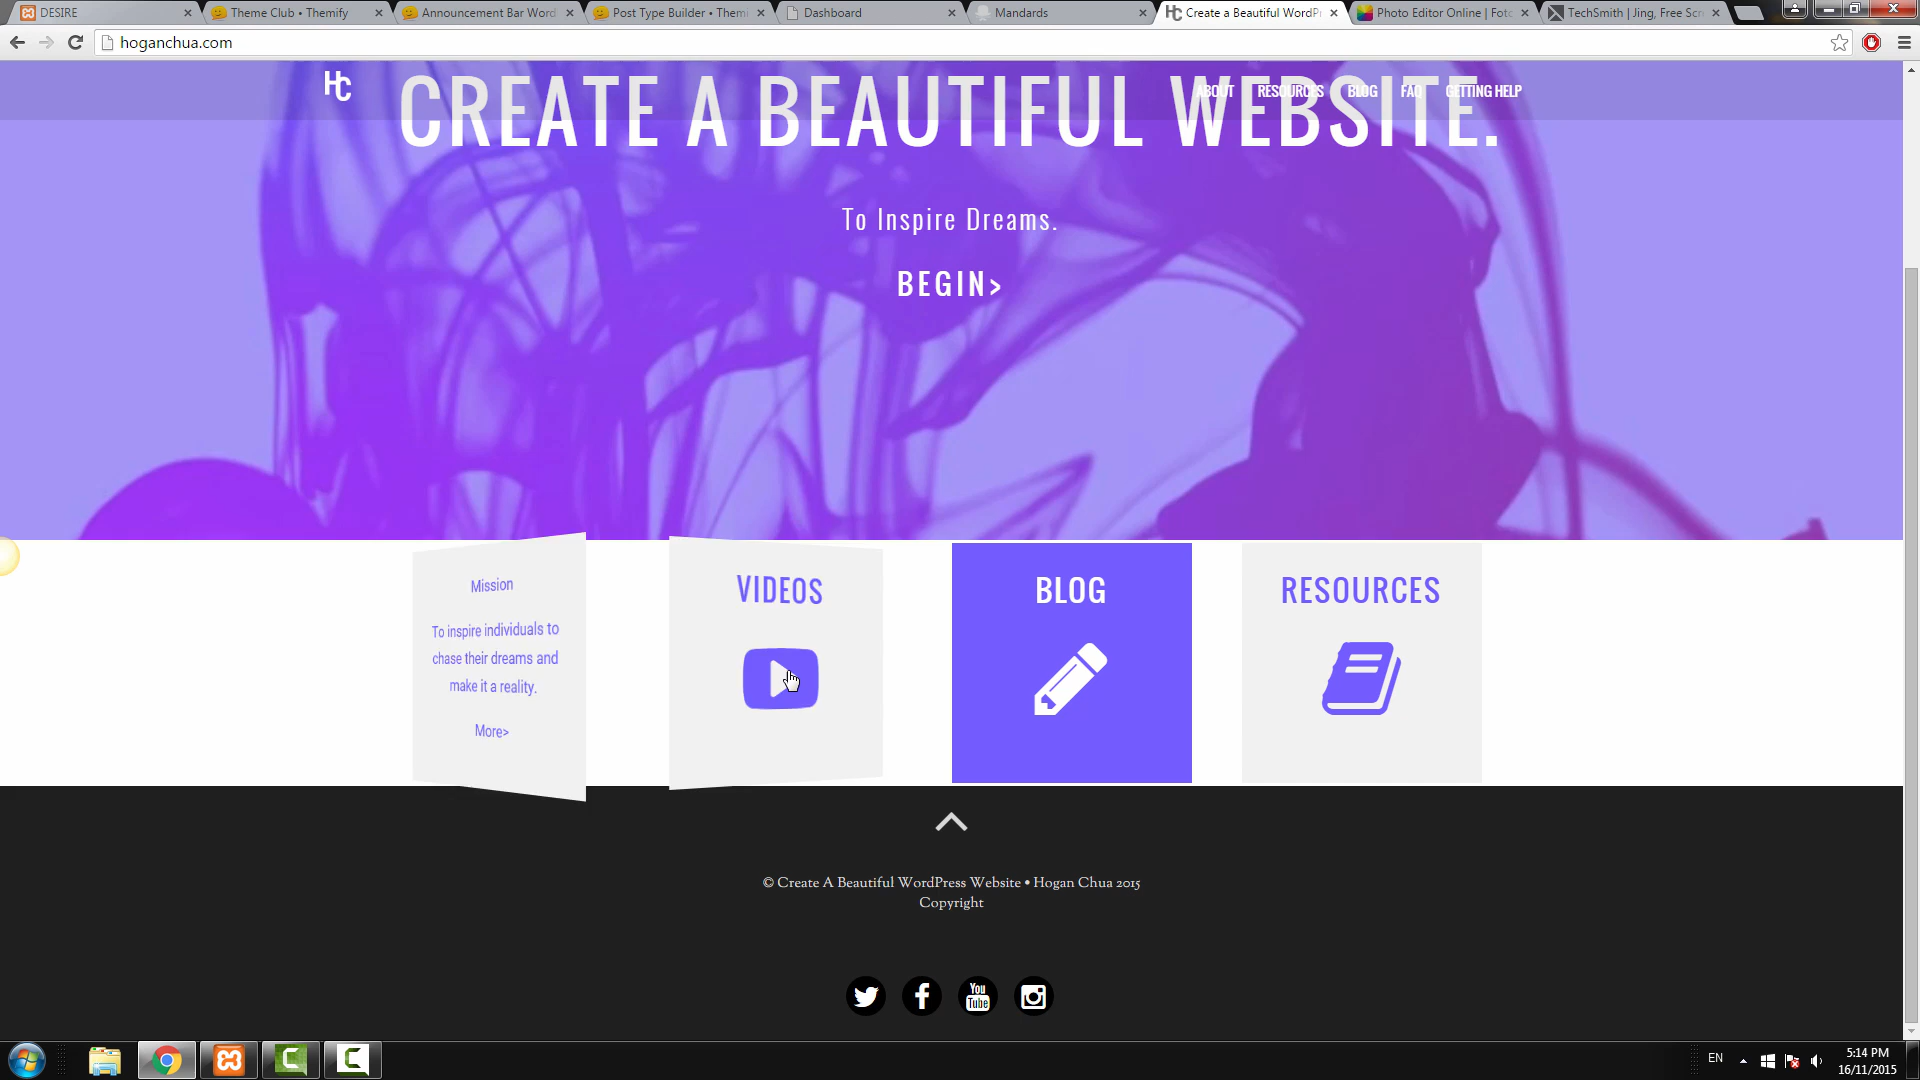 DESIRE
Theme Club • Themify
Announcement Bar Word
Post Type Builder • Themi
Dashboard
Mandards
Create a Beautiful WordPr
Photo Editor Online | Foto
TechSmith | Jing, Free Scr
hoganchua.com
HC
ABOUT
RESOURCES
BLOG
FAQ
GETTING HELP
CREATE A BEAUTIFUL WEBSITE.
To Inspire Dreams.
BEGIN>
Mission
To inspire individuals to
chase their dreams and
make it a reality.
More>
VIDEOS
BLOG
RESOURCES
© Create A Beautiful WordPress Website • Hogan Chua 2015
Copyright
You
Tube
EN
5:14 PM
16/11/2015